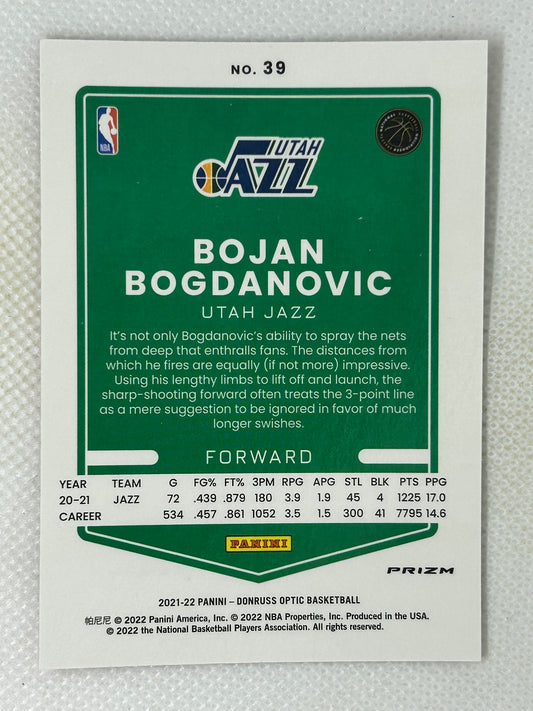 NO. 39
NBA
UTAH
JAZZ
BOJAN
BOGDANOVIC
UTAH JAZZ
It's not only Bogdanovic's ability to spray the nets
from deep that enthralls fans. The distances from
which he fires are equally (if not more) impressive.
Using his lengthy limbs to lift off and launch, the
sharp-shooting forward often treats the 3-point line
as a mere suggestion to be ignored in favor of much
longer swishes.
FORWARD
YEAR TEAM G FG% FT% 3PM RPG APG STL BLK PTS PPG
20-21 JAZZ 72 .439 .879 180 3.9 1.9 45 4 1225 17.0
CAREER 534 .457 .861 1052 3.5 1.5 300 41 7795 14.6
PANINI
PRIZM
2021-22 PANINI – DONRUSS OPTIC BASKETBALL
帕尼尼 © 2022 Panini America, Inc. © 2022 NBA Properties, Inc. Produced in the USA.
© 2022 the National Basketball Players Association. All rights reserved.